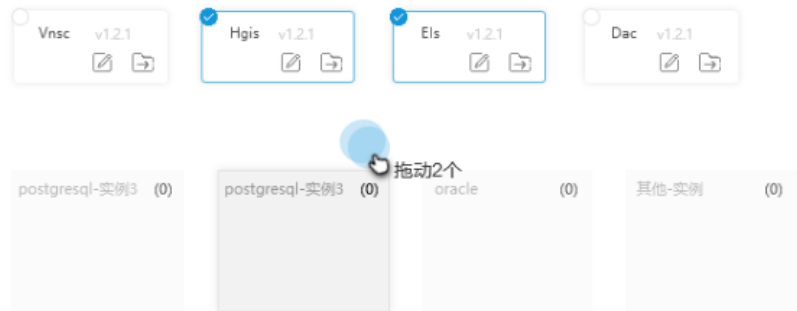 Vnsc v1.2.1 Hgis v1.2.1 Els v1.2.1 Dac v1.2.1
拖动2个
postgresql-实例3 (0) postgresql-实例3 (0) oracle (0) 其他-实例 (0)